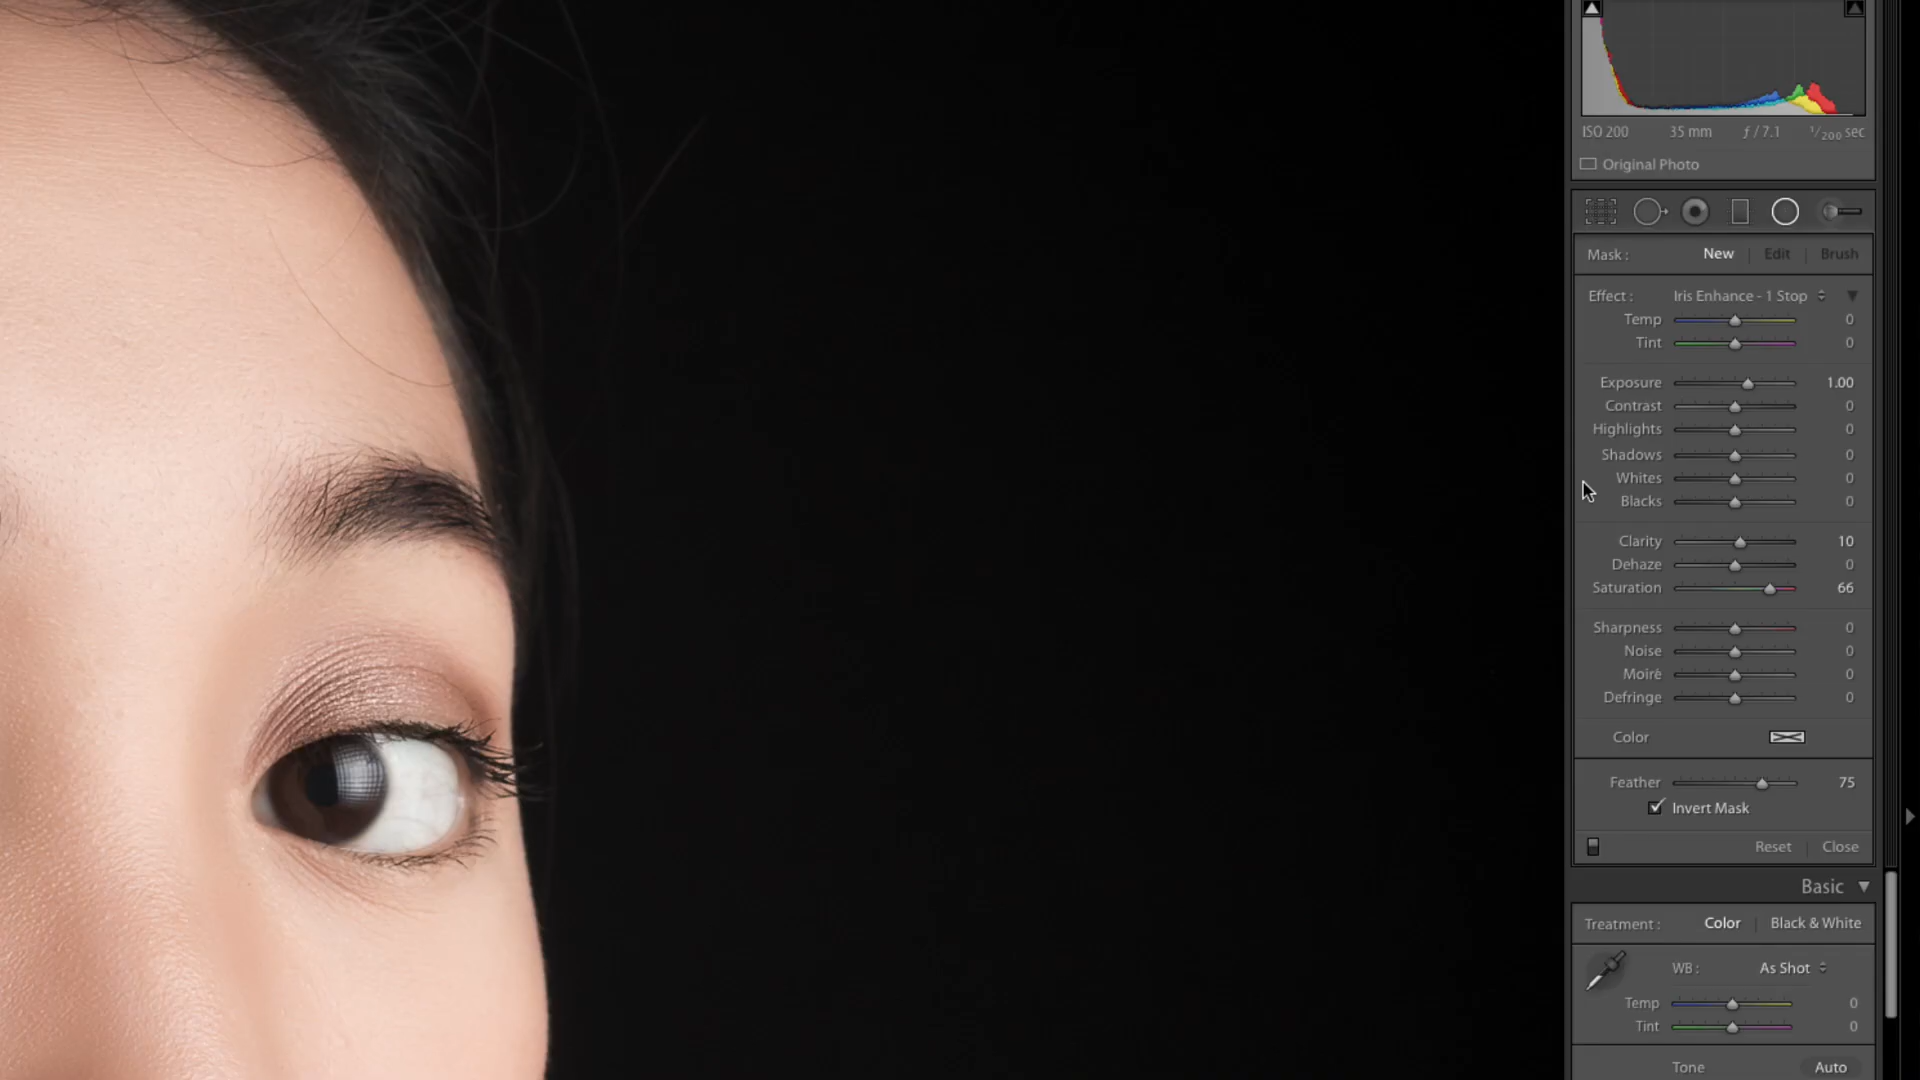 ISO 200 35 mm ƒ / 7.1 1/200 sec
Original Photo
Mask : New Edit Brush
Effect : Iris Enhance - 1 Stop
Temp 0
Tint 0
Exposure 1.00
Contrast 0
Highlights 0
Shadows 0
Whites 0
Blacks 0
Clarity 10
Dehaze 0
Saturation 66
Sharpness 0
Noise 0
Moirè 0
Defringe 0
Color
Feather 75
Invert Mask
Reset Close
Basic
Treatment : Color Black & White
WB : As Shot
Temp 0
Tint 0
Tone Auto